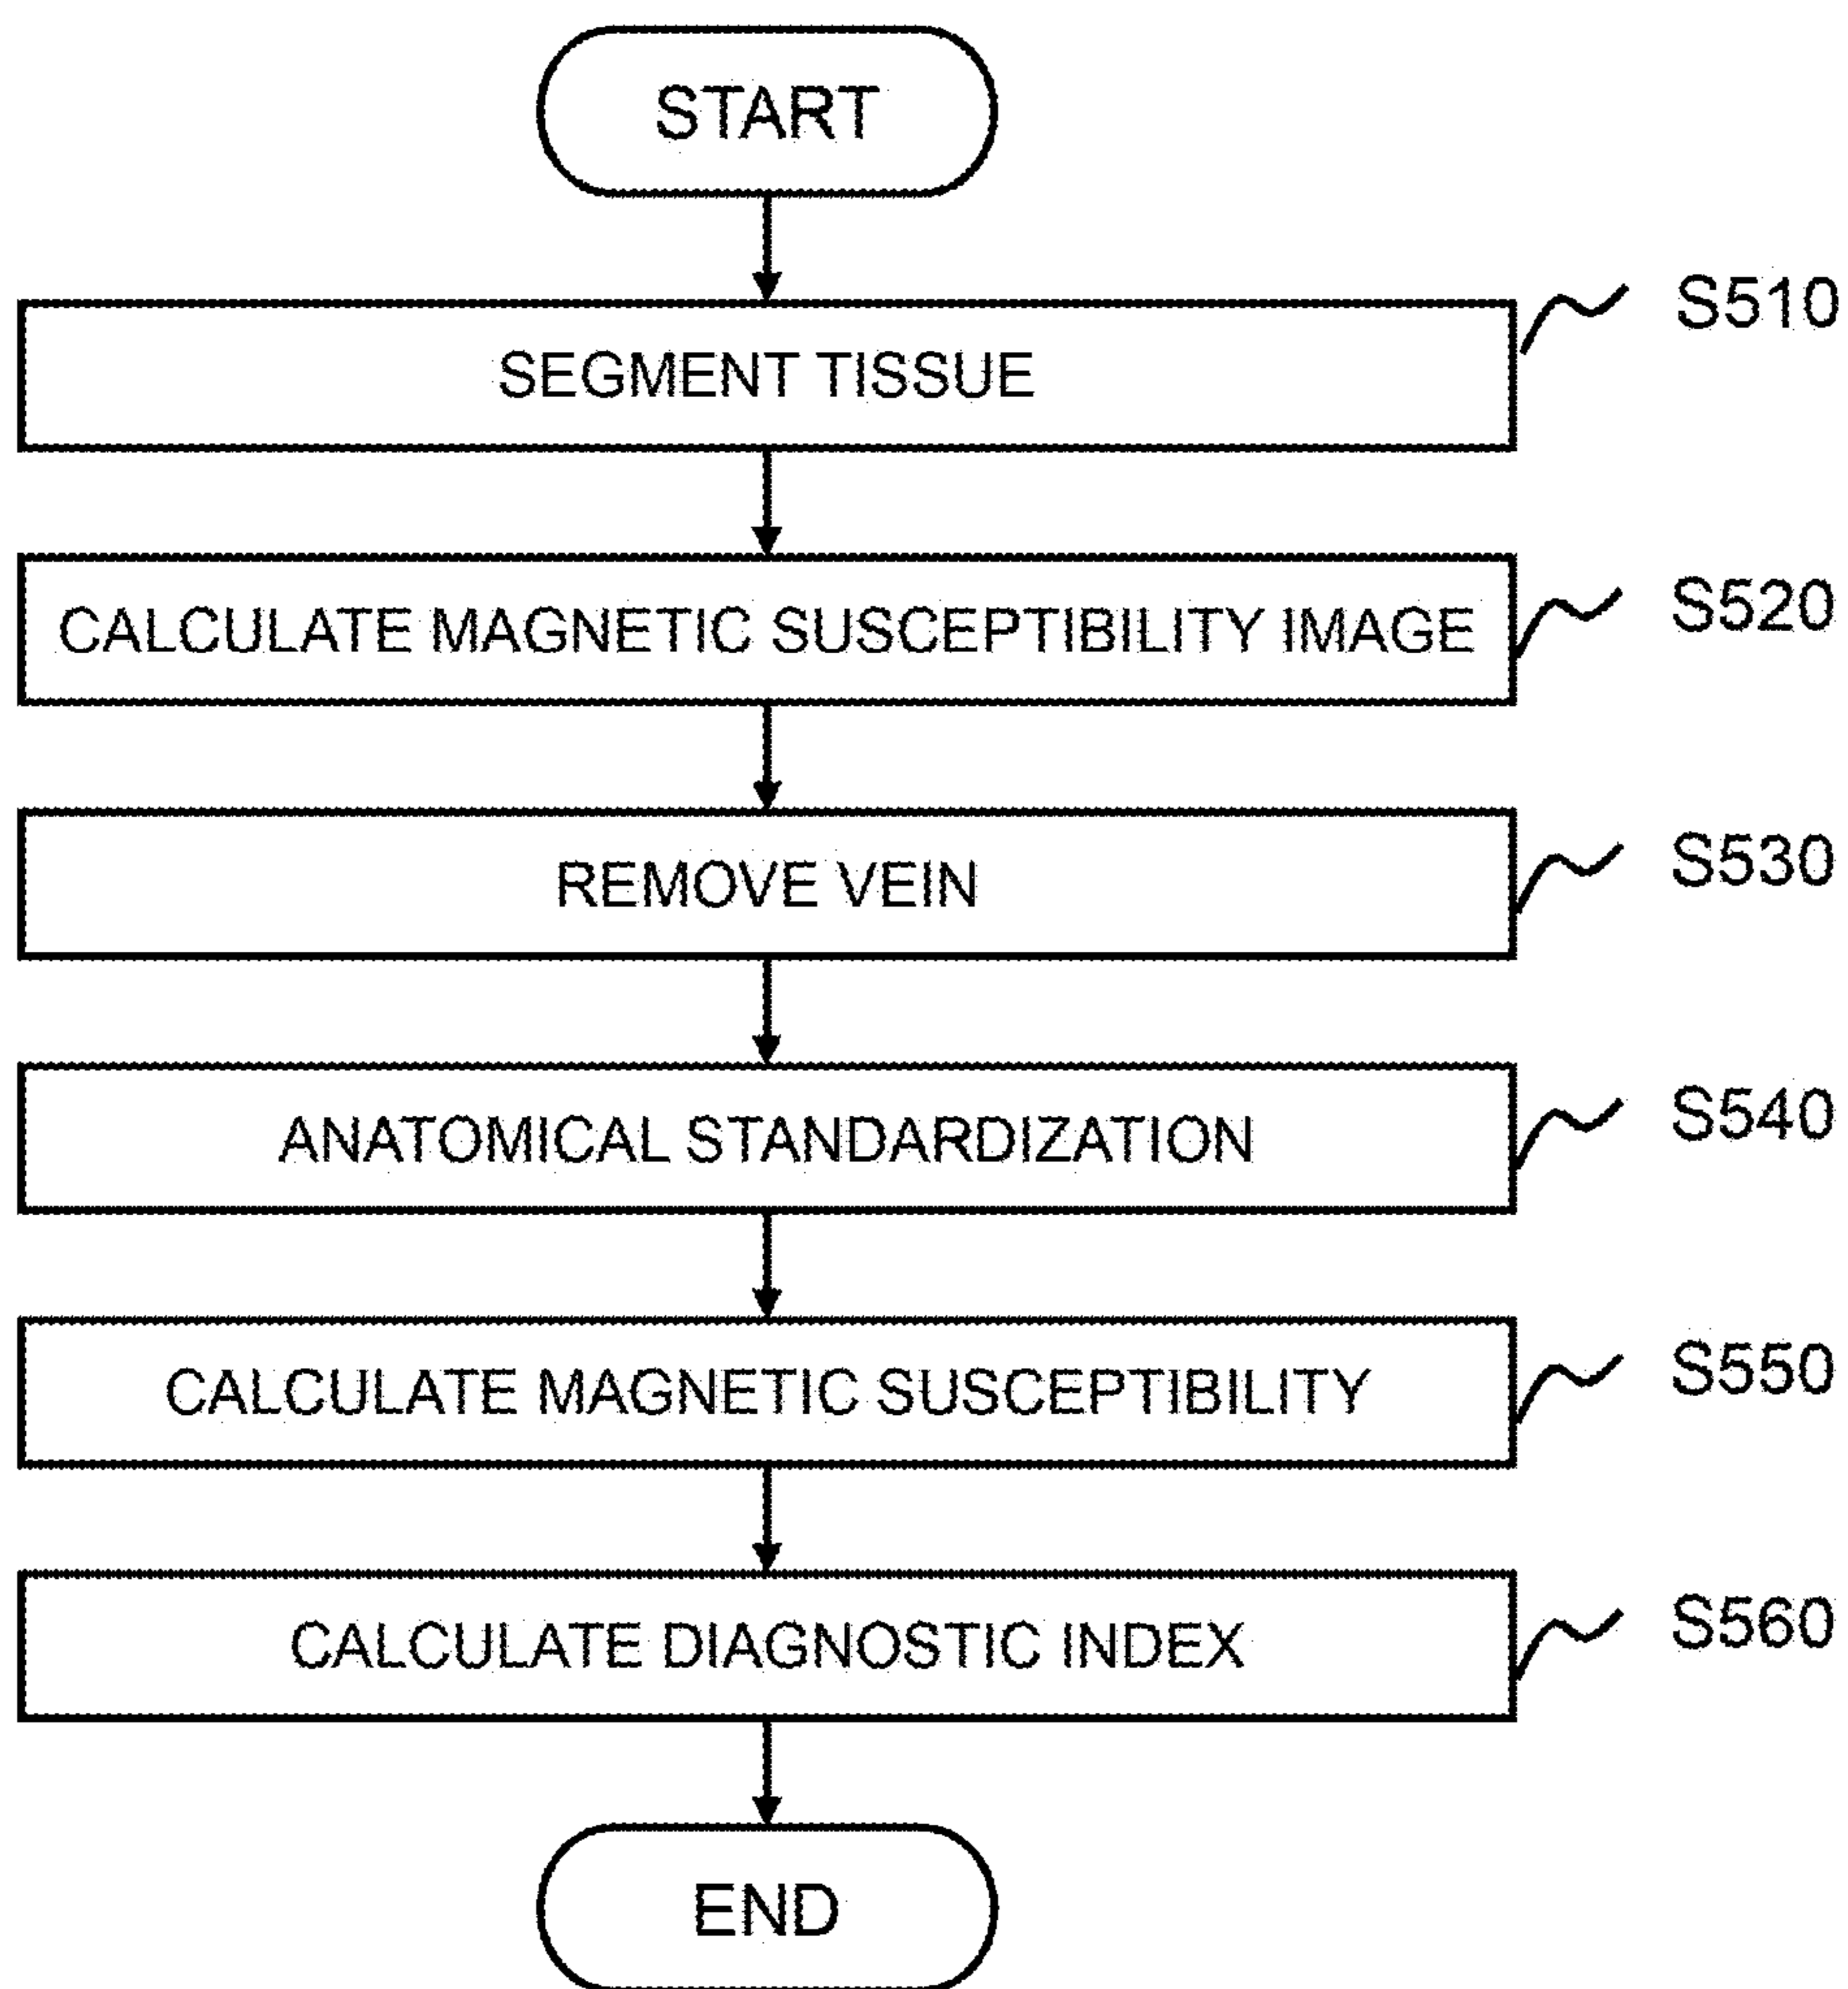 START
SEGMENT TISSUE
S510
CALCULATE MAGNETIC SUSCEPTIBILITY IMAGE
S520
REMOVE VEIN
S530
ANATOMICAL STANDARDIZATION
S540
CALCULATE MAGNETIC SUSCEPTIBILITY
S550
CALCULATE DIAGNOSTIC INDEX
S560
END